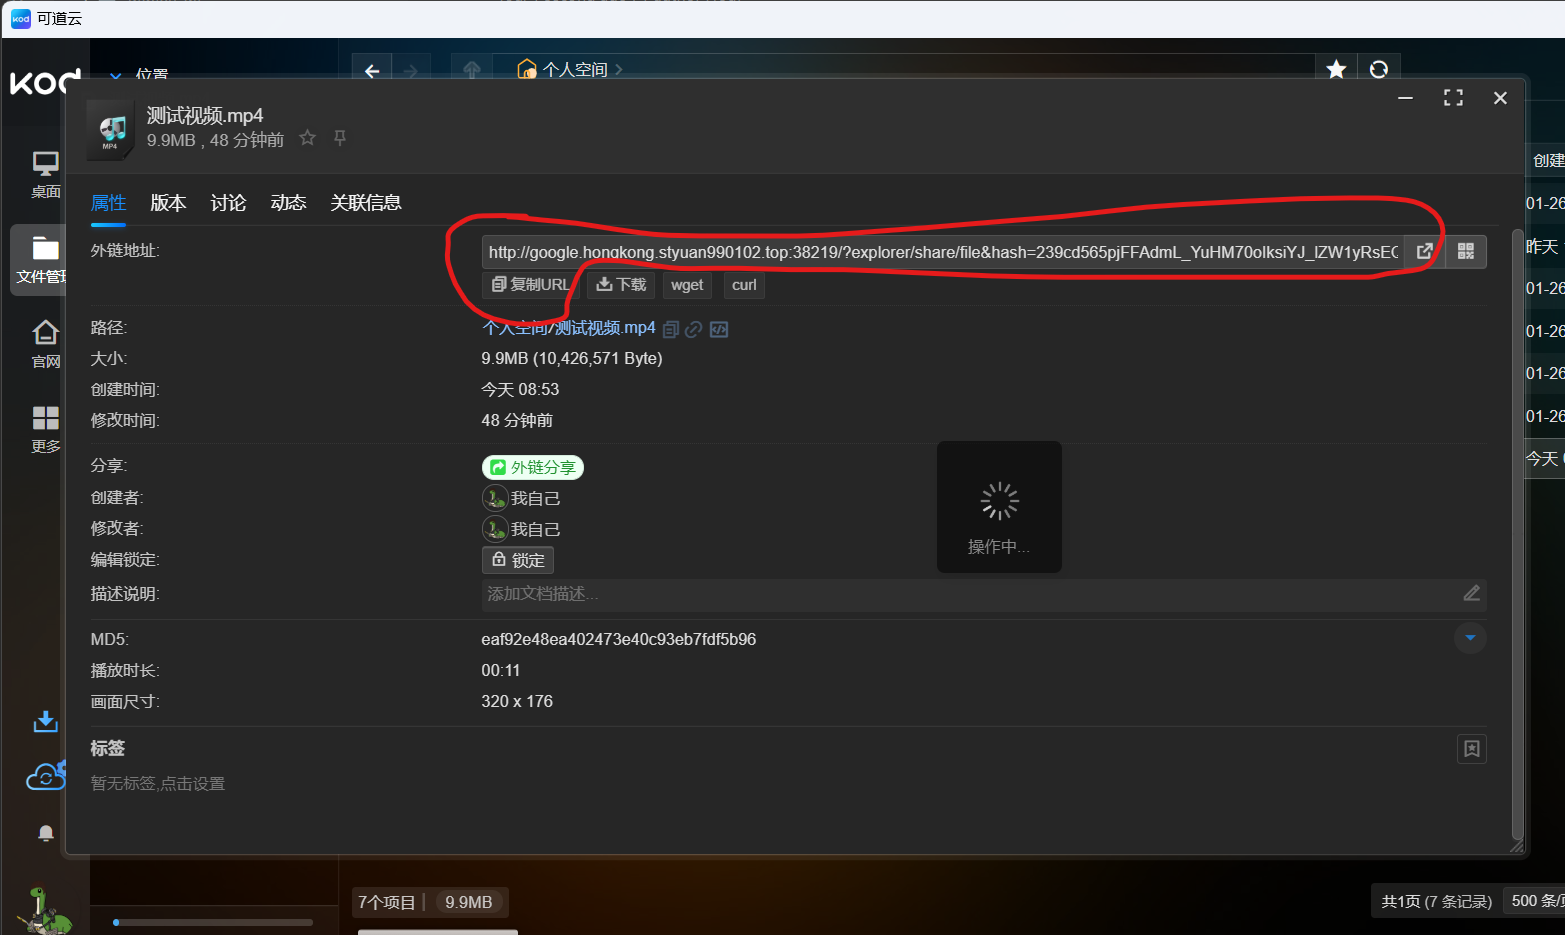 kod 可道云
kod
位置
个人空间
测试视频.mp4
MP4
9.9MB , 48 分钟前
创建
桌面
属性 版本 讨论 动态 关联信息
01-26
外链地址:
http://google.hongkong.styuan990102.top:38219/?explorer/share/file&hash=239cd565pjFFAdmL_YuHM70olksiYJ_lZW1yRsEC
昨天
文件管理
复制URL 下载 wget curl
01-26
路径:
个人空间/测试视频.mp4
01-26
大小:
9.9MB (10,426,571 Byte)
官网
创建时间:
今天 08:53
01-26
修改时间:
48 分钟前
01-26
更多
分享:
外链分享
今天
创建者:
我自己
修改者:
我自己
操作中...
编辑锁定:
锁定
描述说明:
添加文档描述...
MD5:
eaf92e48ea402473e40c93eb7fdf5b96
播放时长:
00:11
画面尺寸:
320 x 176
标签
暂无标签,点击设置
7个项目 9.9MB
共1页 (7 条记录) 500 条/页